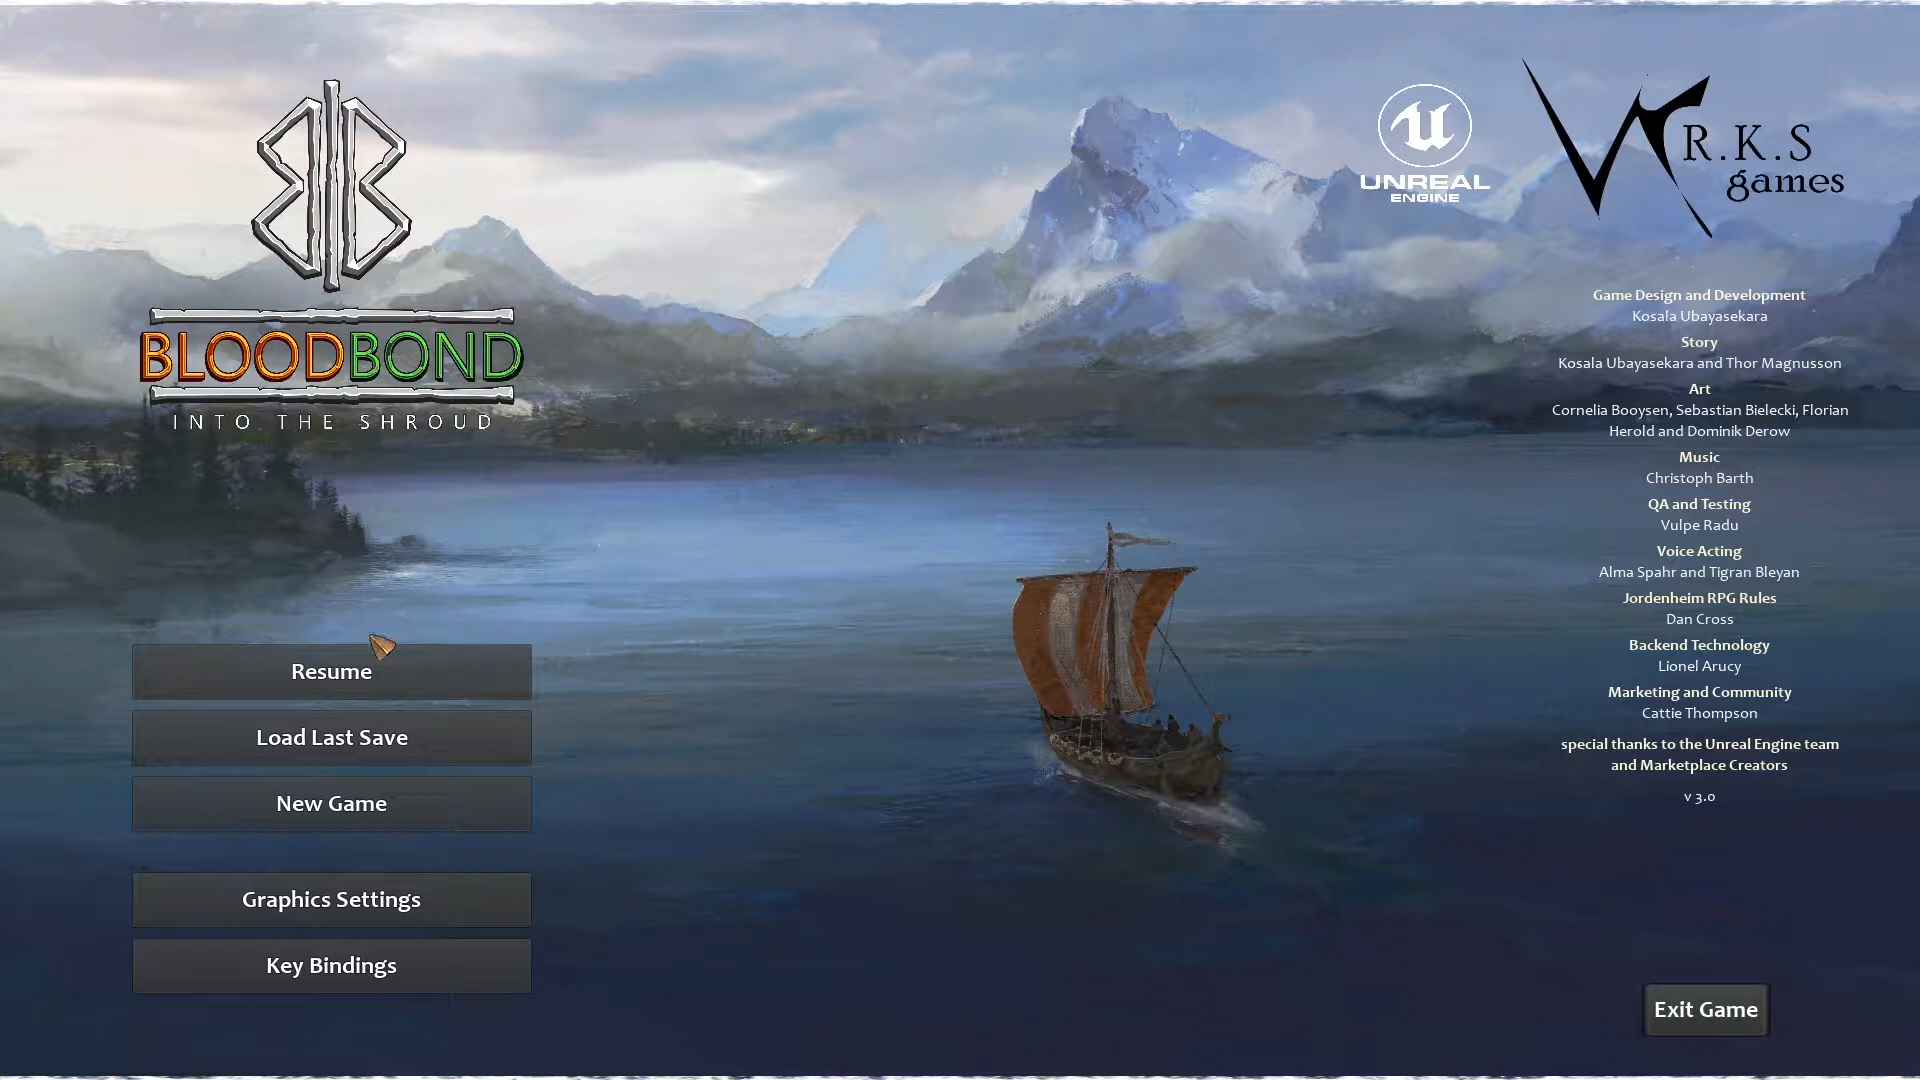 BLOODBOND
INTO THE SHROUD
Resume
Load Last Save
New Game
Graphics Settings
Key Bindings
UNREAL
ENGINE
R.K.S
games
Game Design and Development
Kosala Ubayasekara
Story
Kosala Ubayasekara and Thor Magnusson
Art
Cornelia Booysen, Sebastian Bielecki, Florian
Herold and Dominik Derow
Music
Christoph Barth
QA and Testing
Vulpe Radu
Voice Acting
Alma Spahr and Tigran Bleyan
Jordenheim RPG Rules
Dan Cross
Backend Technology
Lionel Arucy
Marketing and Community
Cattie Thompson
special thanks to the Unreal Engine team
and Marketplace Creators
v 3.0
Exit Game